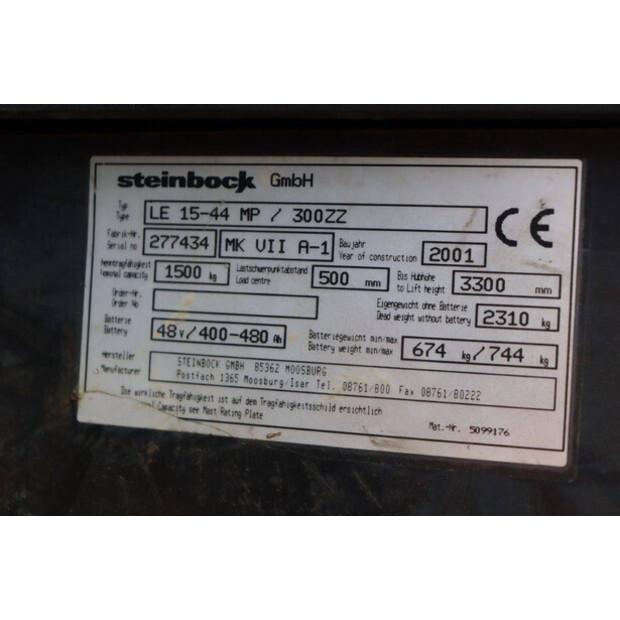 steinbock GmbH
Typ
Type LE 15-44 MP / 300ZZ CE
Fabrik-Nr.
Serial no 277434 MK VII A-1 Baujahr
Year of construction 2001
Nenntragfähigkeit
Nominal capacity 1500 kg Lastschwerpunktabstand
Load centre 500 mm Bis Hubhöhe
to Lift height 3300 mm
Order-Nr.
Order No Eigengewicht ohne Batterie
Dead weight without battery 2310 kg
Batterie
Battery 48 V/400-480 Ah Batteriegewicht min/max
Battery weight min/max 674 kg/744 kg
Hersteller
Manufacturer STEINBOCK GMBH 85362 MOOSBURG
Postfach 1365 Moosburg/Isar Tel. 08761/800 Fax 08761/80222
Die wirkliche Tragfähigkeit ist auf dem Tragfähigkeitsschild ersichtlich
Capacity see Mast Rating Plate
Mat.-Nr. 5099176